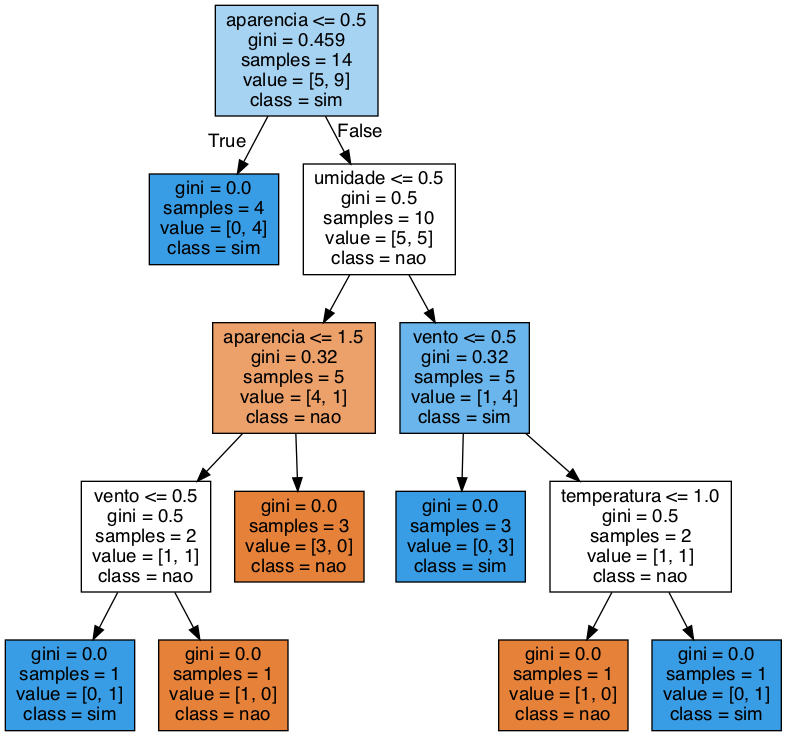 aparencia <= 0.5
gini = 0.459
samples = 14
value = [5, 9]
class = sim
True
False
gini = 0.0
samples = 4
value = [0, 4]
class = sim
umidade <= 0.5
gini = 0.5
samples = 10
value = [5, 5]
class = nao
aparencia <= 1.5
gini = 0.32
samples = 5
value = [4, 1]
class = nao
vento <= 0.5
gini = 0.32
samples = 5
value = [1, 4]
class = sim
vento <= 0.5
gini = 0.5
samples = 2
value = [1, 1]
class = nao
gini = 0.0
samples = 3
value = [3, 0]
class = nao
gini = 0.0
samples = 3
value = [0, 3]
class = sim
temperatura <= 1.0
gini = 0.5
samples = 2
value = [1, 1]
class = nao
gini = 0.0
samples = 1
value = [0, 1]
class = sim
gini = 0.0
samples = 1
value = [1, 0]
class = nao
gini = 0.0
samples = 1
value = [1, 0]
class = nao
gini = 0.0
samples = 1
value = [0, 1]
class = sim